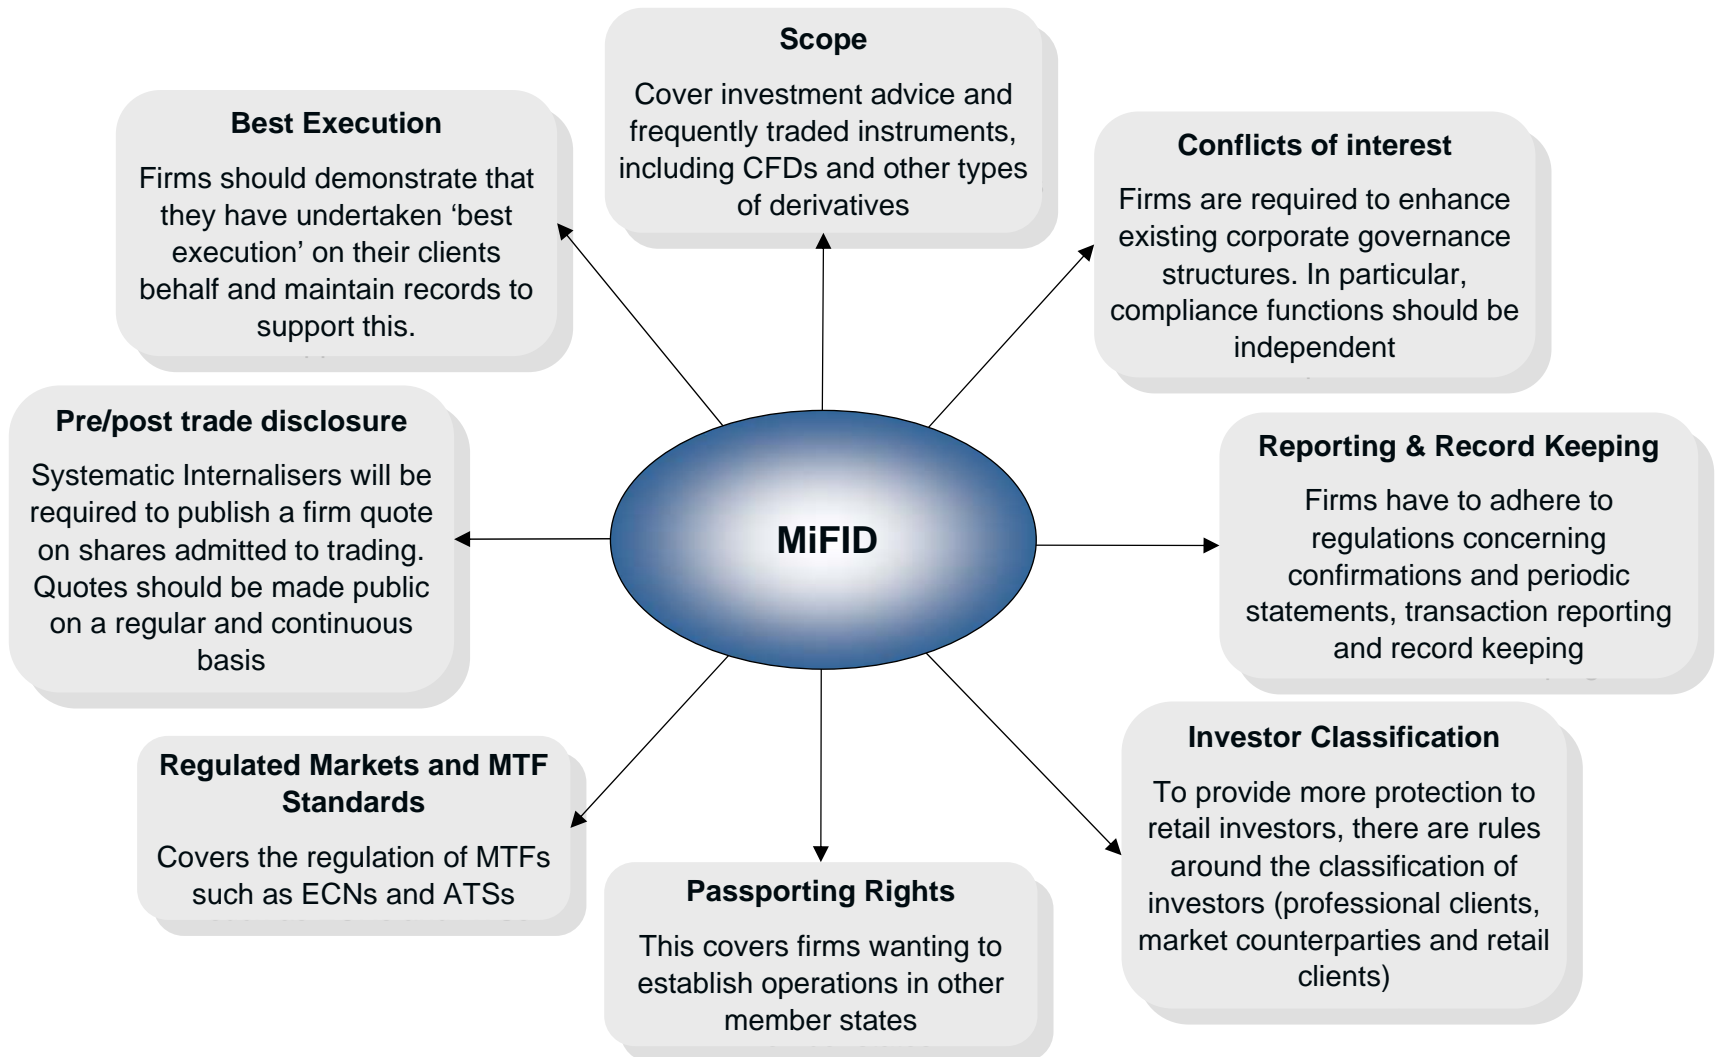 Scope
Cover investment advice and
frequently traded instruments,
including CFDs and other types
of derivatives
Best Execution
Firms should demonstrate that
they have undertaken ‘best
execution’ on their clients
behalf and maintain records to
support this.
Conflicts of interest
Firms are required to enhance
existing corporate governance
structures. In particular,
compliance functions should be
independent
Pre/post trade disclosure
Systematic Internalisers will be
required to publish a firm quote
on shares admitted to trading.
Quotes should be made public
on a regular and continuous
basis
MiFID
Reporting & Record Keeping
Firms have to adhere to
regulations concerning
confirmations and periodic
statements, transaction reporting
and record keeping
Regulated Markets and MTF
Standards
Covers the regulation of MTFs
such as ECNs and ATSs
Passporting Rights
This covers firms wanting to
establish operations in other
member states
Investor Classification
To provide more protection to
retail investors, there are rules
around the classification of
investors (professional clients,
market counterparties and retail
clients)